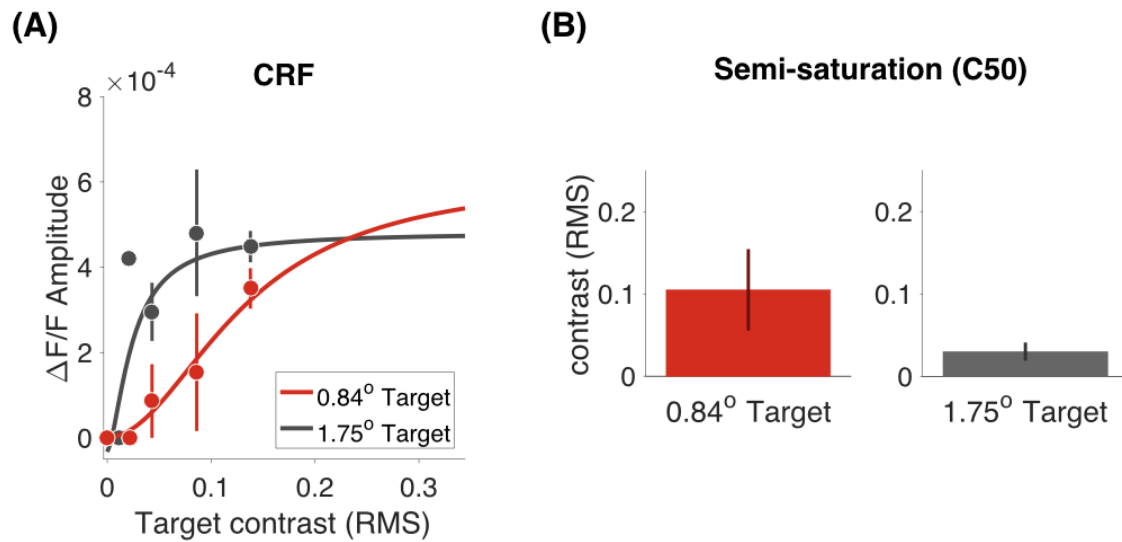 (A)
×10⁻⁴
CRF
8
6
4
2
0
ΔF/F Amplitude
0.84° Target
1.75° Target
0
0.1
0.2
0.3
Target contrast (RMS)
(B)
Semi-saturation (C50)
contrast (RMS)
0.2
0.1
0
0.84° Target
0.2
0.1
0
1.75° Target